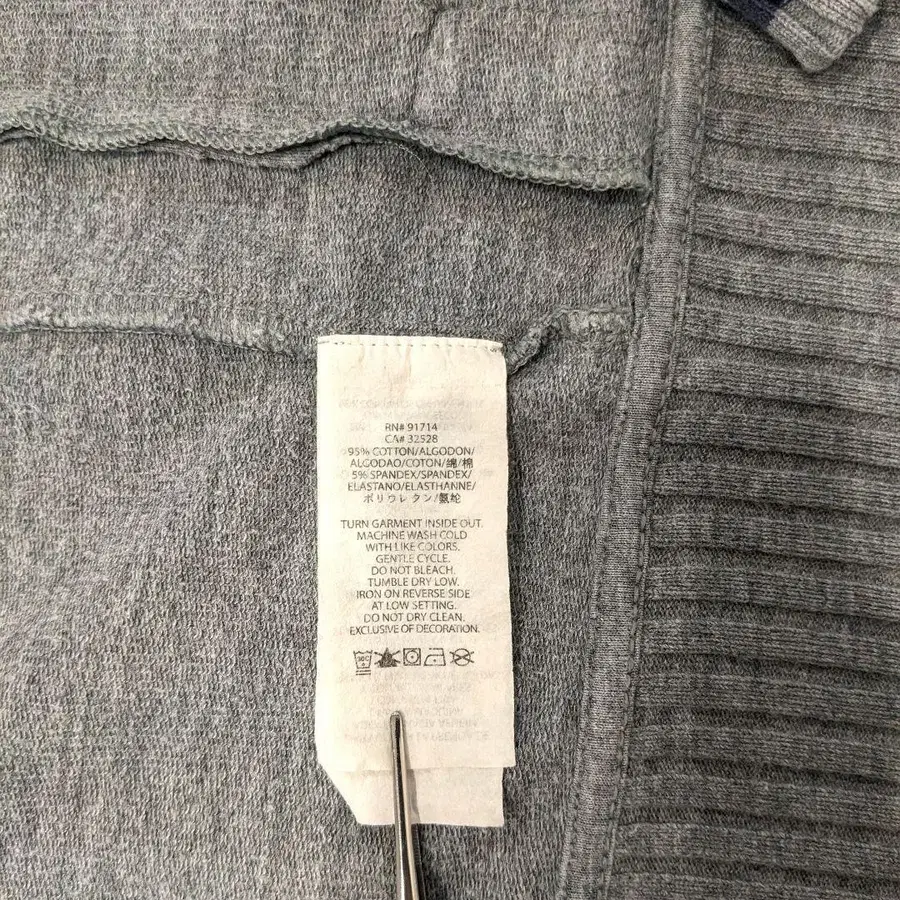 RN# 91714
CA# 32528
95% COTTON/ALGODON/
ALGODAO/COTON/綿/棉
5% SPANDEX/SPANDEX/
ELASTANO/ELASTHANNE/
ポリウレタン/氨纶
TURN GARMENT INSIDE OUT.
MACHINE WASH COLD
WITH LIKE COLORS.
GENTLE CYCLE.
DO NOT BLEACH.
TUMBLE DRY LOW.
IRON ON REVERSE SIDE
AT LOW SETTING.
DO NOT DRY CLEAN.
EXCLUSIVE OF DECORATION.